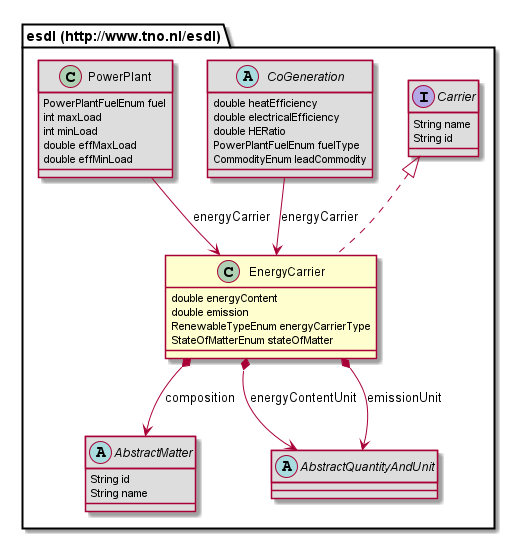 esdl (http://www.tno.nl/esdl)
C PowerPlant
PowerPlantFuelEnum fuel
int maxLoad
int minLoad
double effMaxLoad
double effMinLoad
A CoGeneration
double heatEfficiency
double electricalEfficiency
double HERatio
PowerPlantFuelEnum fuelType
CommodityEnum leadCommodity
I Carrier
String name
String id
energyCarrier
energyCarrier
C EnergyCarrier
double energyContent
double emission
RenewableTypeEnum energyCarrierType
StateOfMatterEnum stateOfMatter
composition
energyContentUnit
emissionUnit
A AbstractMatter
String id
String name
A AbstractQuantityAndUnit